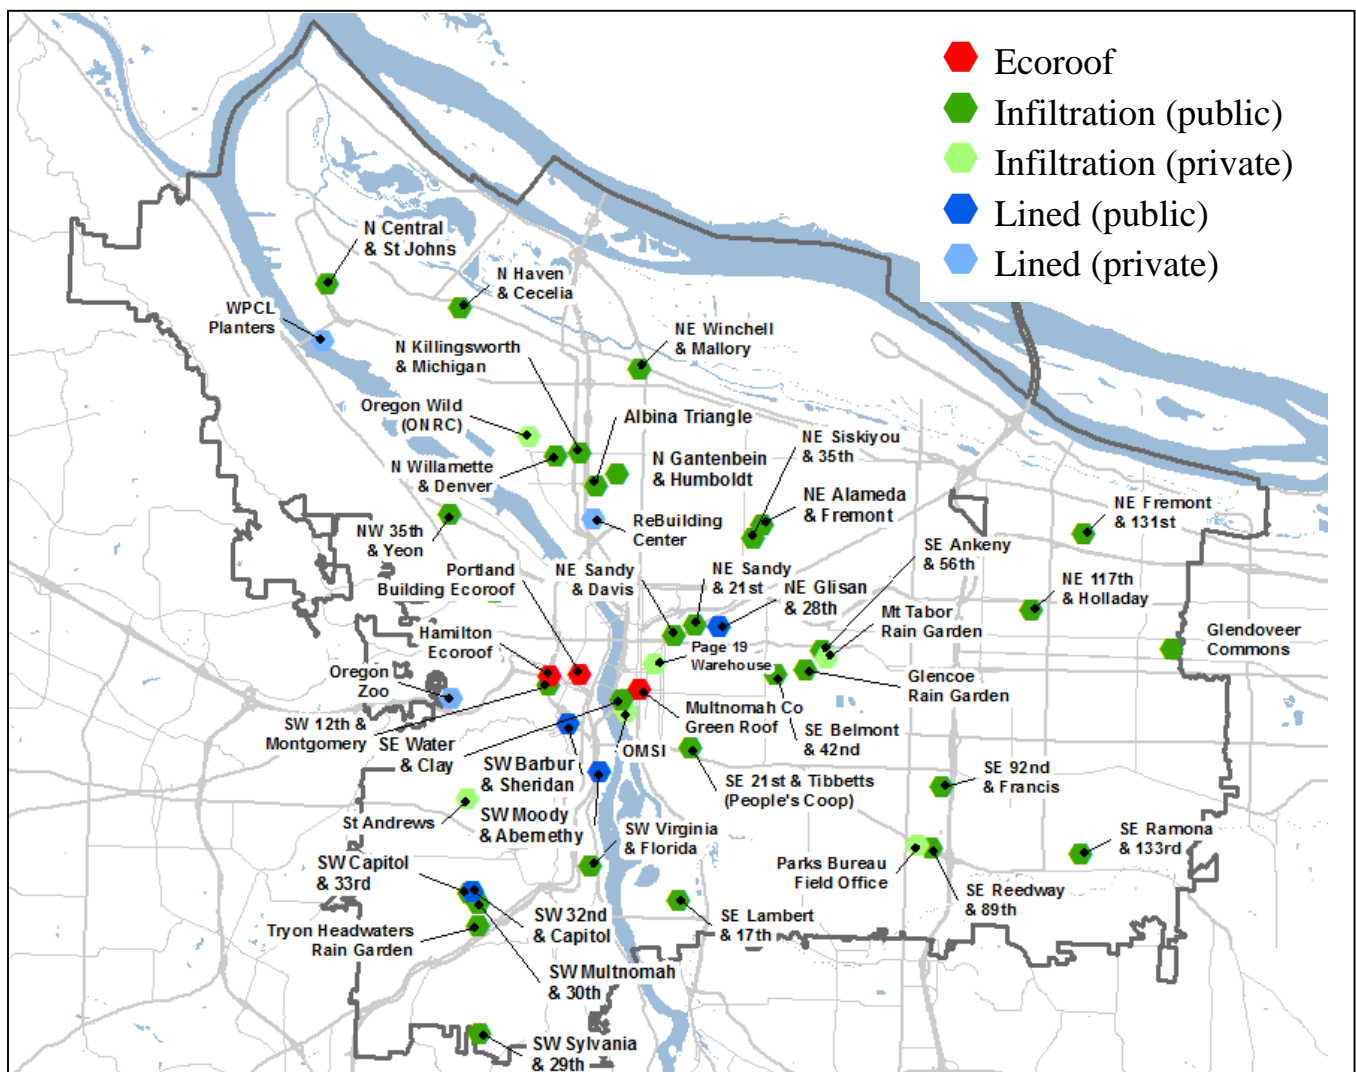 Ecoroof
Infiltration (public)
Infiltration (private)
Lined (public)
Lined (private)
N Central
& St Johns
N Haven
& Cecelia
WPCL
Planters
NE Winchell
& Mallory
N Killingsworth
& Michigan
Oregon Wild
(ONRC)
Albina Triangle
NE Siskiyou
& 35th
N Willamette
& Denver
N Gantenbein
& Humboldt
NE Alameda
& Fremont
NE Fremont
& 131st
NW 35th
& Yeon
ReBuilding
Center
SE Ankeny
& 56th
Portland
Building Ecoroof
NE Sandy
& Davis
NE Sandy
& 21st
NE Glisan
& 28th
NE 117th
& Holladay
Mt Tabor
Rain Garden
Hamilton
Ecoroof
Page 19
Warehouse
Glendoveer
Commons
Oregon
Zoo
Glencoe
Rain Garden
SW 12th &
Montgomery
Multnomah Co
Green Roof
SE Belmont
& 42nd
SE Water
& Clay
OMSI
SW Barbur
& Sheridan
SE 21st & Tibbetts
(People's Coop)
SE 92nd
& Francis
St Andrews
SW Moody
& Abernethy
SW Virginia
& Florida
SE Ramona
& 133rd
SW Capitol
& 33rd
Parks Bureau
Field Office
SE Reedway
& 89th
SW 32nd
& Capitol
SE Lambert
& 17th
Tryon Headwaters
Rain Garden
SW Multnomah
& 30th
SW Sylvania
& 29th